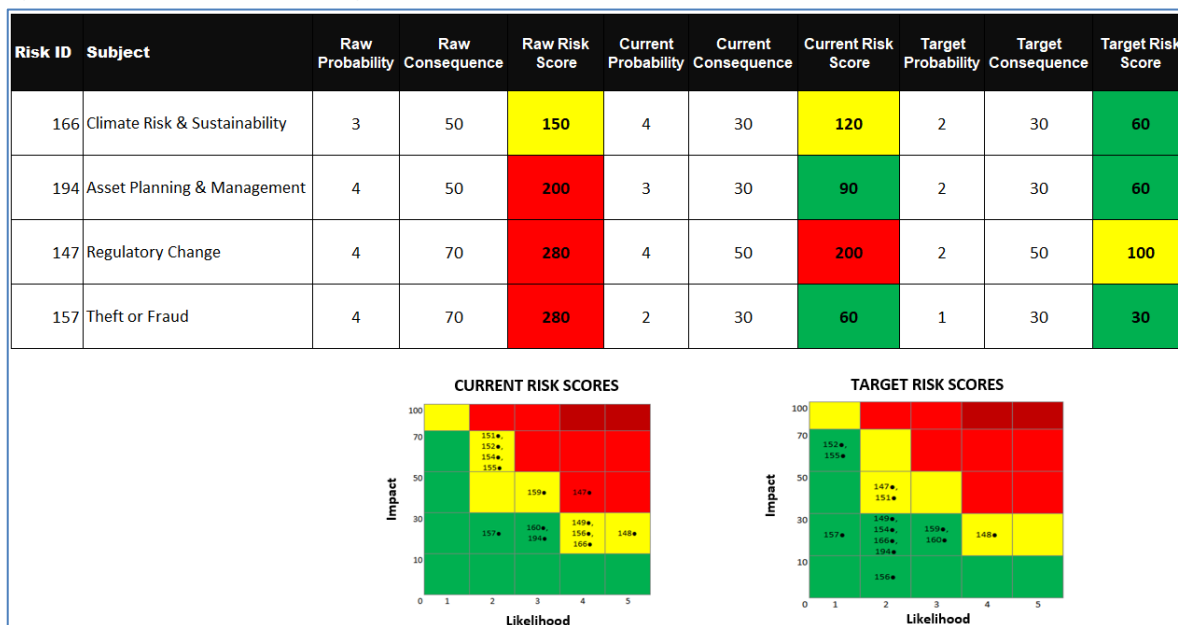 Risk ID Subject Raw Probability Raw Consequence Raw Risk Score Current Probability Current Consequence Current Risk Score Target Probability Target Consequence Target Risk Score
166 Climate Risk & Sustainability 3 50 150 4 30 120 2 30 60
194 Asset Planning & Management 4 50 200 3 30 90 2 30 60
147 Regulatory Change 4 70 280 4 50 200 2 50 100
157 Theft or Fraud 4 70 280 2 30 60 1 30 30
CURRENT RISK SCORES
100
70
151●,
152●,
154●,
155●
50
159● 147●
30
157●
160●,
194●
149●,
156●,
166●
148●
10
0 1 2 3 4 5
Impact
Likelihood
TARGET RISK SCORES
100
70
152●,
155●
50
147●,
151●
30
157●
149●,
154●,
166●,
194●
159●,
160●
148●
10
156●
0 1 2 3 4 5
Impact
Likelihood